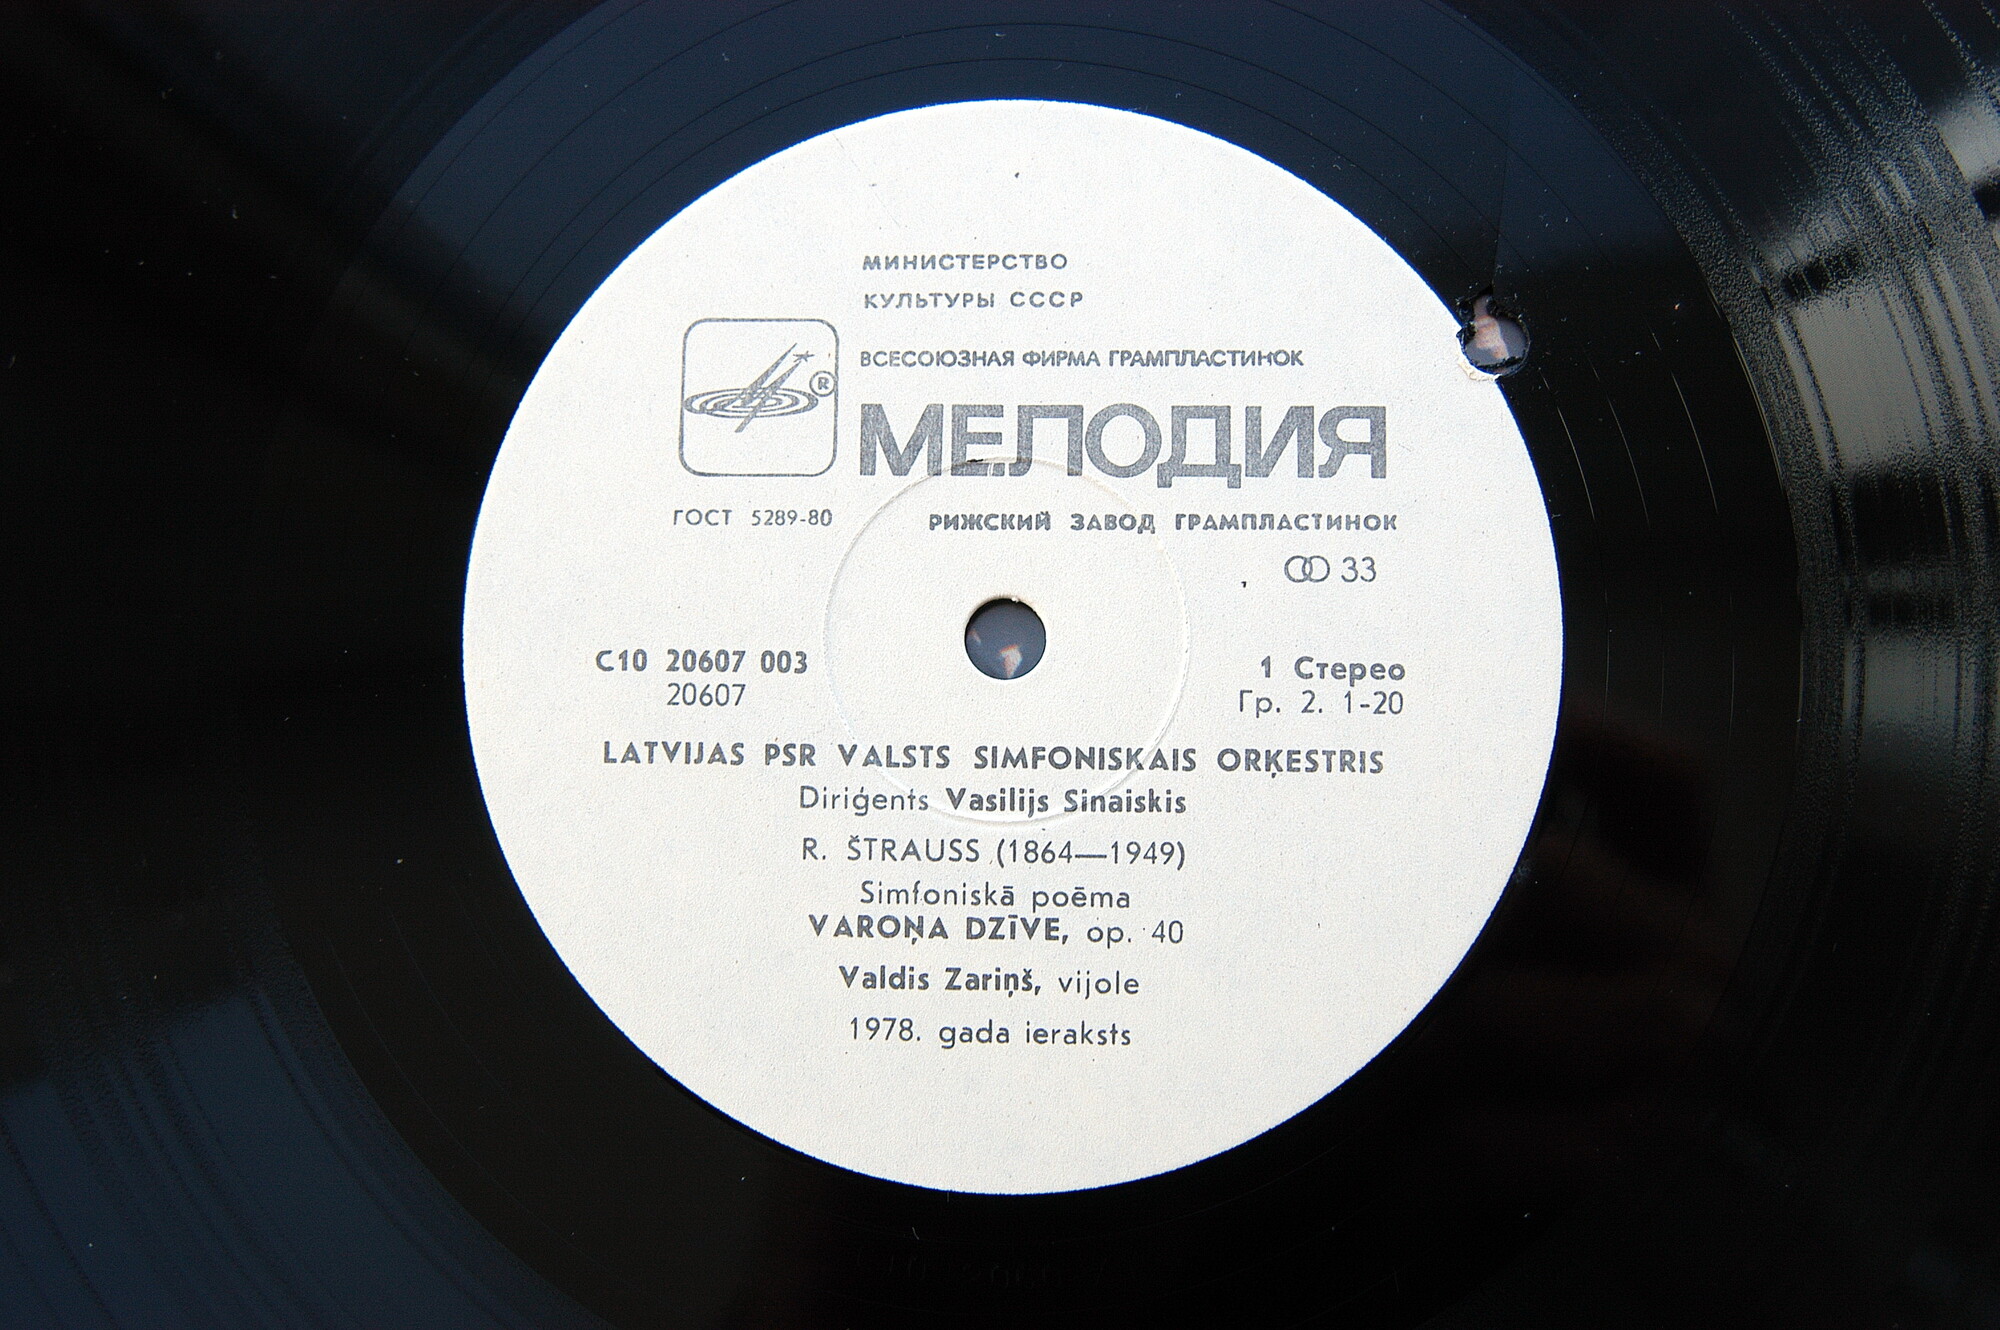 МИНИСТЕРСТВО
КУЛЬТУРЫ СССР
ВСЕСОЮЗНАЯ ФИРМА ГРАМПЛАСТИНОК
®
МЕЛОДИЯ
ГОСТ 5289-80
РИЖСКИЙ ЗАВОД ГРАМПЛАСТИНОК
33
С10 20607 003
1 Стерео
20607
Гр. 2. 1-20
LATVIJAS PSR VALSTS SIMFONISKAIS ORĶESTRIS
Diriģents Vasilijs Sinaiskis
R. ŠTRAUSS (1864—1949)
Simfoniskā poēma
VAROŅA DZĪVE, op. 40
Valdis Zariņš, vijole
1978. gada ieraksts